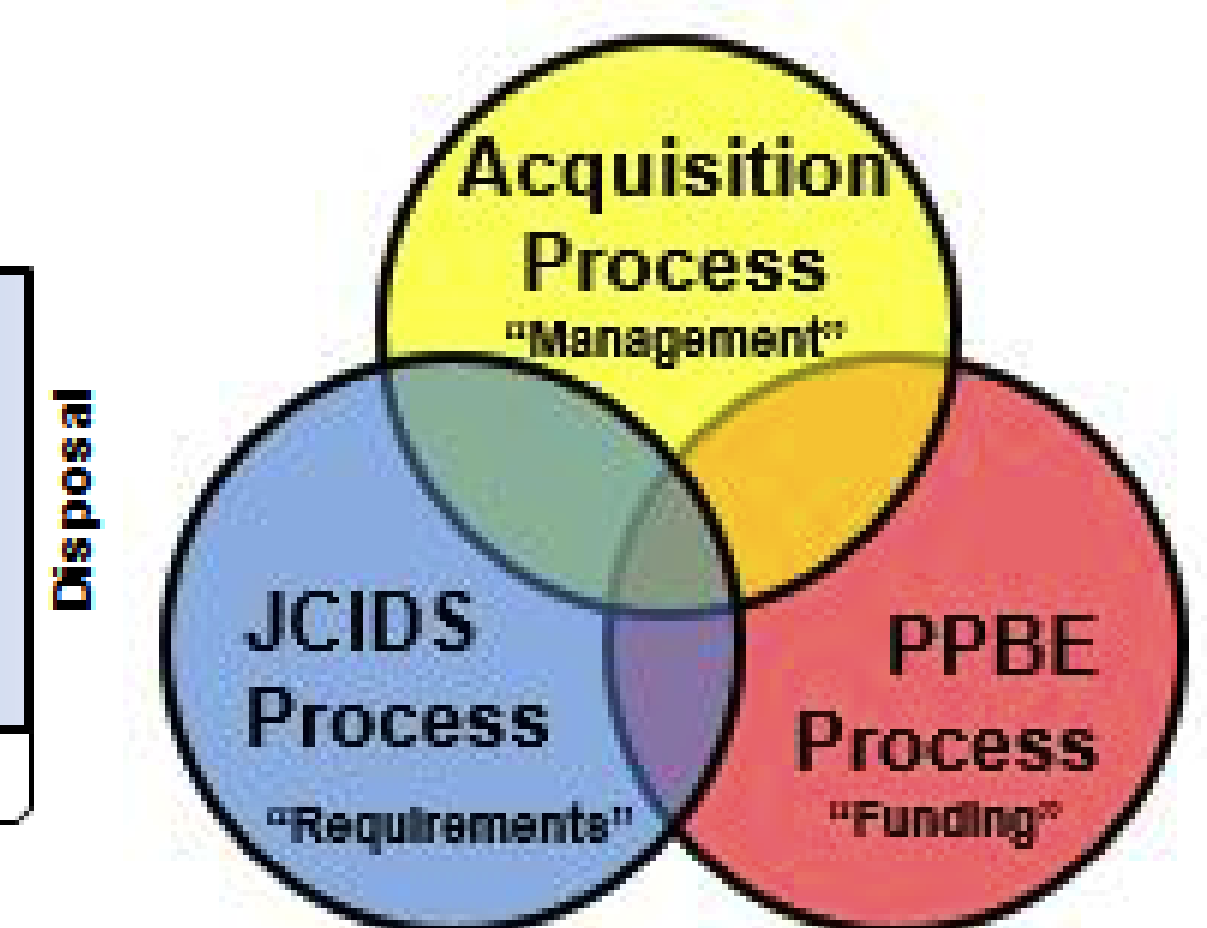 Disposal
Acquisition
Process
“Management”
JCIDS
Process
“Requirements”
PPBE
Process
“Funding”